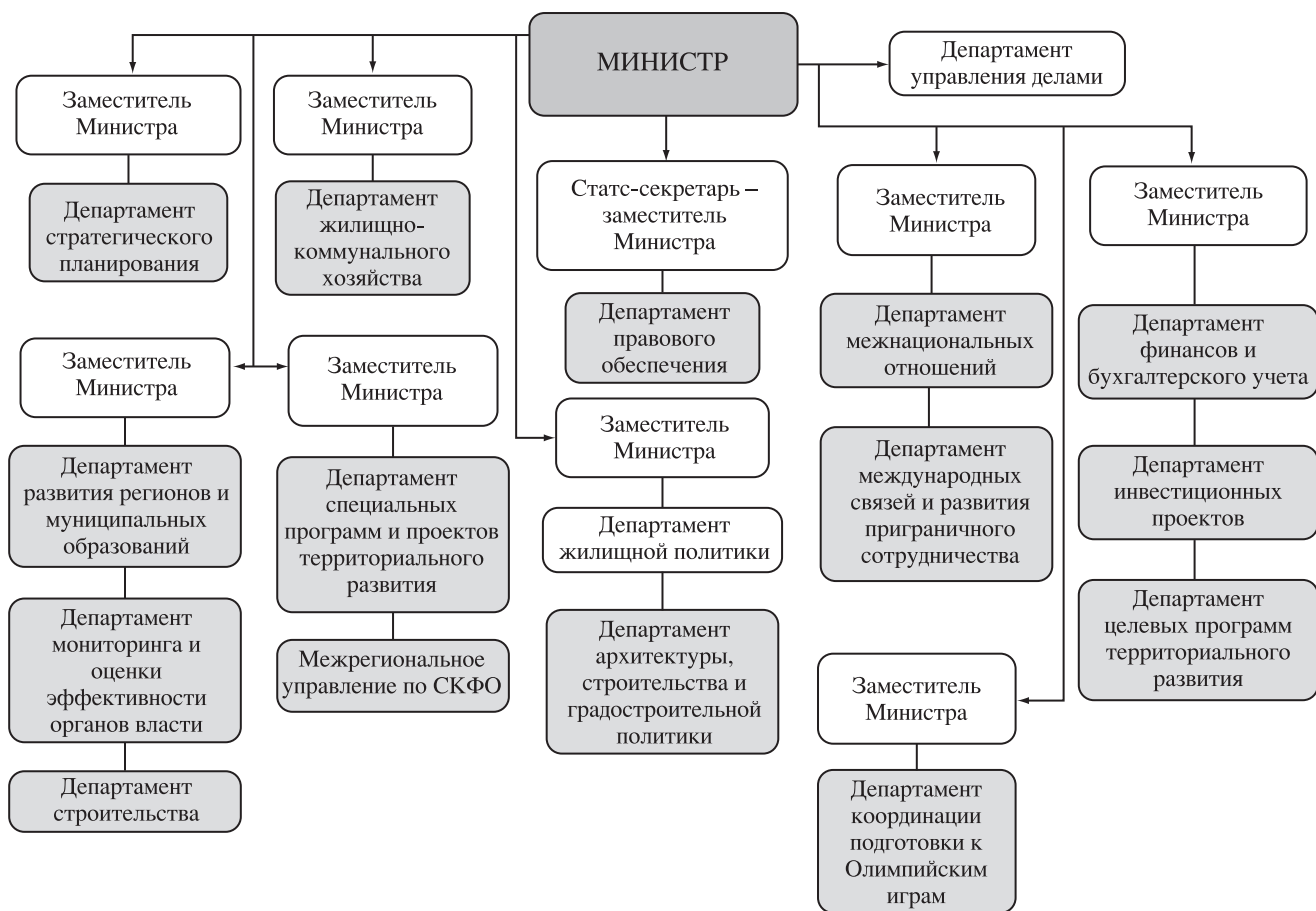 МИНИСТР
Департамент
управления делами
Заместитель
Министра
Департамент
стратегического
планирования
Заместитель
Министра
Департамент
жилищно-
коммунального
хозяйства
Статс-секретарь –
заместитель
Министра
Департамент
правового
обеспечения
Заместитель
Министра
Департамент
межнациональных
отношений
Департамент
международных
связей и развития
приграничного
сотрудничества
Заместитель
Министра
Департамент
финансов и
бухгалтерского учета
Департамент
инвестиционных
проектов
Департамент
целевых программ
территориального
развития
Заместитель
Министра
Департамент
развития регионов и
муниципальных
образований
Департамент
мониторинга и
оценки
эффективности
органов власти
Департамент
строительства
Заместитель
Министра
Департамент
специальных
программ и проектов
территориального
развития
Межрегиональное
управление по СКФО
Заместитель
Министра
Департамент
жилищной политики
Департамент
архитектуры,
строительства и
градостроительной
политики
Заместитель
Министра
Департамент
координации
подготовки к
Олимпийским
играм